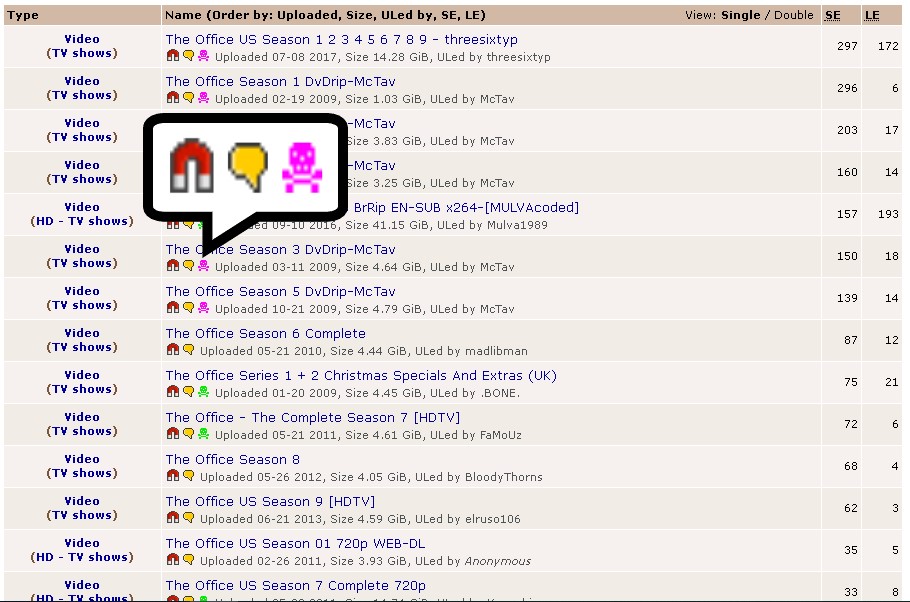 Type Name (Order by: Uploaded, Size, ULed by, SE, LE) View: Single / Double SE LE
Video The Office US Season 1 2 3 4 5 6 7 8 9 - threesixtyp
(TV shows) Uploaded 07-08 2017, Size 14.28 GiB, ULed by threesixtyp 297 172
Video The Office Season 1 DvDrip-McTav
(TV shows) Uploaded 02-19 2009, Size 1.03 GiB, ULed by McTav 296 6
Video -McTav
(TV shows) Size 3.83 GiB, ULed by McTav 203 17
Video -McTav
(TV shows) Size 3.25 GiB, ULed by McTav 160 14
Video BrRip EN-SUB x264-[MULVAcoded]
(HD - TV shows) 09-10 2016, Size 41.15 GiB, ULed by Mulva1989 157 193
Video The Office Season 3 DvDrip-McTav
(TV shows) Uploaded 03-11 2009, Size 4.64 GiB, ULed by McTav 150 18
Video The Office Season 5 DvDrip-McTav
(TV shows) Uploaded 10-21 2009, Size 4.79 GiB, ULed by McTav 139 14
Video The Office Season 6 Complete
(TV shows) Uploaded 05-21 2010, Size 4.44 GiB, ULed by madlibman 87 12
Video The Office Series 1 + 2 Christmas Specials And Extras (UK)
(TV shows) Uploaded 01-20 2009, Size 4.45 GiB, ULed by .BONE. 75 21
Video The Office - The Complete Season 7 [HDTV]
(TV shows) Uploaded 05-21 2011, Size 4.61 GiB, ULed by FaMoUz 72 6
Video The Office Season 8
(TV shows) Uploaded 05-26 2012, Size 4.05 GiB, ULed by BloodyThorns 68 4
Video The Office US Season 9 [HDTV]
(TV shows) Uploaded 06-21 2013, Size 4.59 GiB, ULed by elruso106 62 3
Video The Office US Season 01 720p WEB-DL
(HD - TV shows) Uploaded 02-26 2011, Size 3.93 GiB, ULed by Anonymous 35 5
Video The Office US Season 7 Complete 720p
(HD - TV shows) 33 8